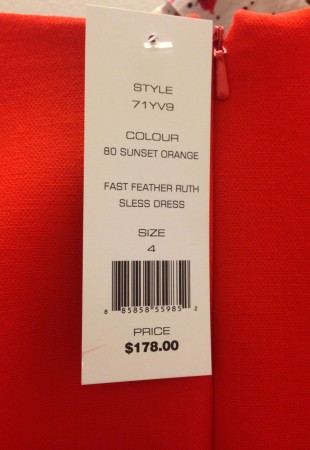 STYLE
71YV9
COLOUR
80 SUNSET ORANGE
FAST FEATHER RUTH
SLESS DRESS
SIZE
4
8 85858 55985 2
PRICE
$178.00